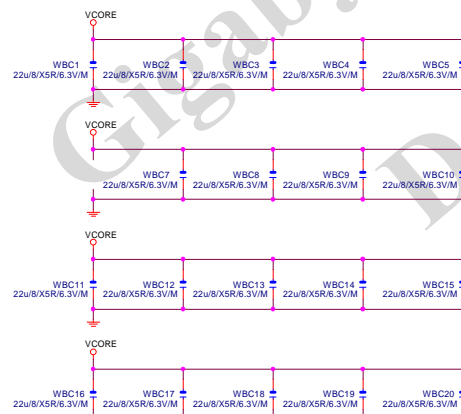 VCORE
WBC1 WBC2 WBC3 WBC4 WBC5
22u/8/X5R/6.3V/M 22u/8/X5R/6.3V/M 22u/8/X5R/6.3V/M 22u/8/X5R/6.3V/M 22u/8/X5R/6.3V/M
VCORE
WBC7 WBC8 WBC9 WBC10
22u/8/X5R/6.3V/M 22u/8/X5R/6.3V/M 22u/8/X5R/6.3V/M 22u/8/X5R/6.3V/M
VCORE
WBC11 WBC12 WBC13 WBC14 WBC15
22u/8/X5R/6.3V/M 22u/8/X5R/6.3V/M 22u/8/X5R/6.3V/M 22u/8/X5R/6.3V/M 22u/8/X5R/6.3V/M
VCORE
WBC16 WBC17 WBC18 WBC19 WBC20
22u/8/X5R/6.3V/M 22u/8/X5R/6.3V/M 22u/8/X5R/6.3V/M 22u/8/X5R/6.3V/M 22u/8/X5R/6.3V/M
Gigab
D